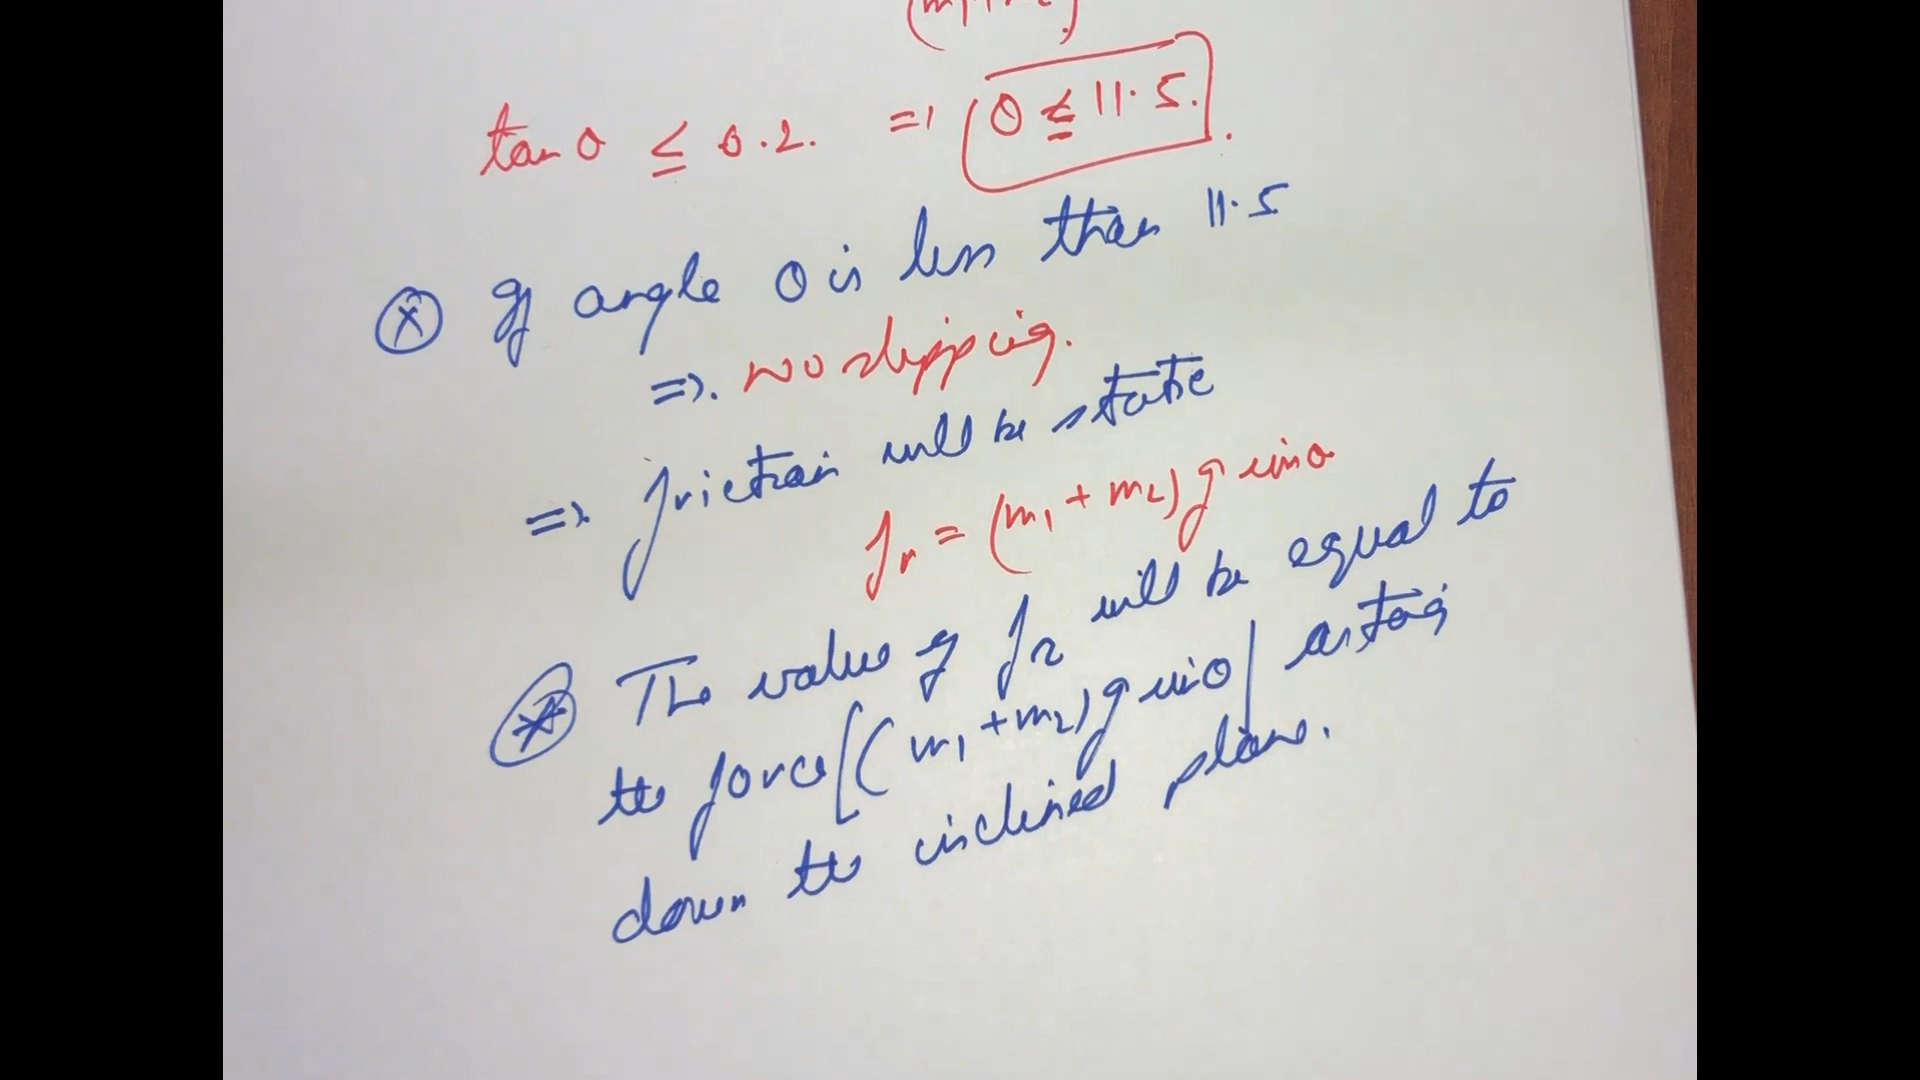 (m₁+m₂)
tan θ ≤ 0.2. => θ ≤ 11.5.
If angle θ is less than 11.5
=>. no slipping.
=>. friction will be static
fr = (m₁ + m₂) g sinθ
The value of fr will be equal to
the force [(m₁+m₂) g sinθ] acting
down the inclined plane.